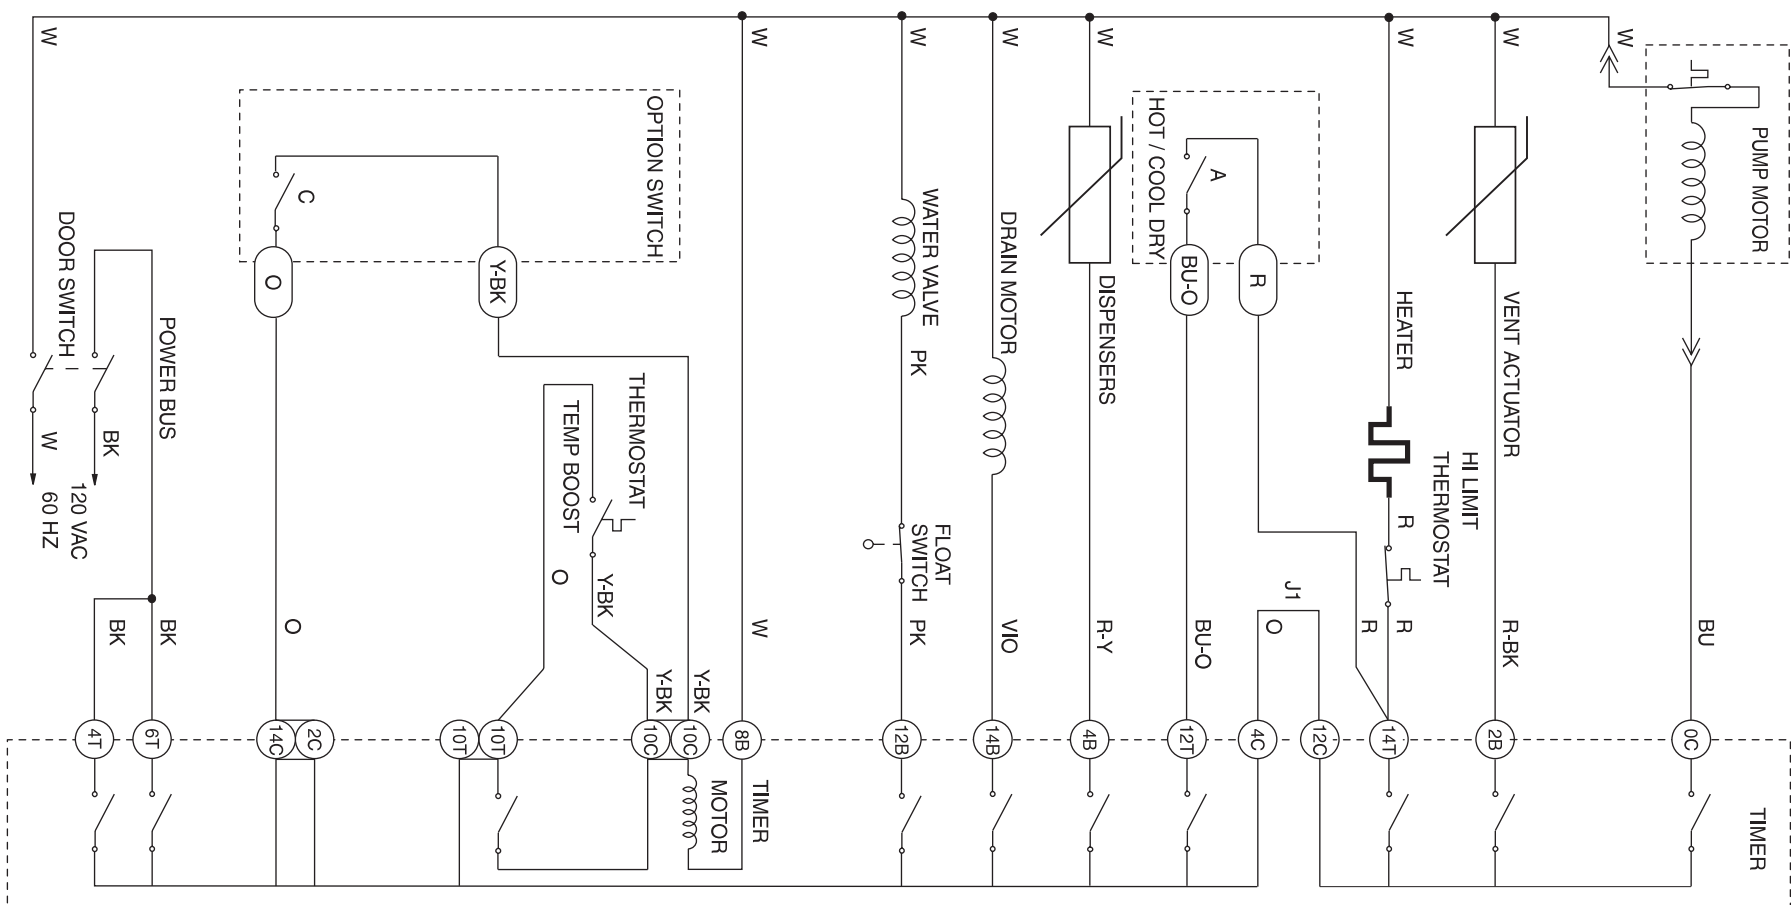 PUMP MOTOR
W
BU
0C
TIMER
W
VENT ACTUATOR
R-BK
2B
W
HEATER
HI LIMIT
THERMOSTAT
R
R
R
14T
J1
O
12C
4C
HOT / COOL DRY
A
R
BU-O
BU-O
12T
W
DISPENSERS
R-Y
4B
W
DRAIN MOTOR
VIO
14B
W
WATER VALVE
PK
FLOAT
SWITCH
PK
12B
W
W
8B
TIMER
MOTOR
OPTION SWITCH
C
Y-BK
O
Y-BK
10C
Y-BK
10C
THERMOSTAT
TEMP BOOST
Y-BK
O
10T
10T
O
2C
14C
POWER BUS
DOOR SWITCH
BK
BK
BK
6T
4T
W
W
120 VAC
60 HZ